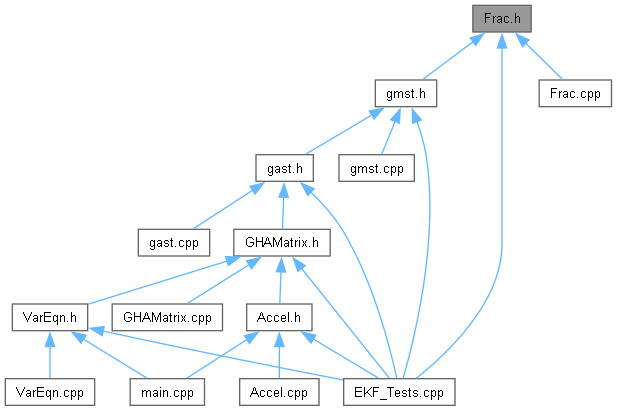 Frac.h
gmst.h
Frac.cpp
gast.h
gmst.cpp
gast.cpp
GHAMatrix.h
VarEqn.h
GHAMatrix.cpp
Accel.h
VarEqn.cpp
main.cpp
Accel.cpp
EKF_Tests.cpp